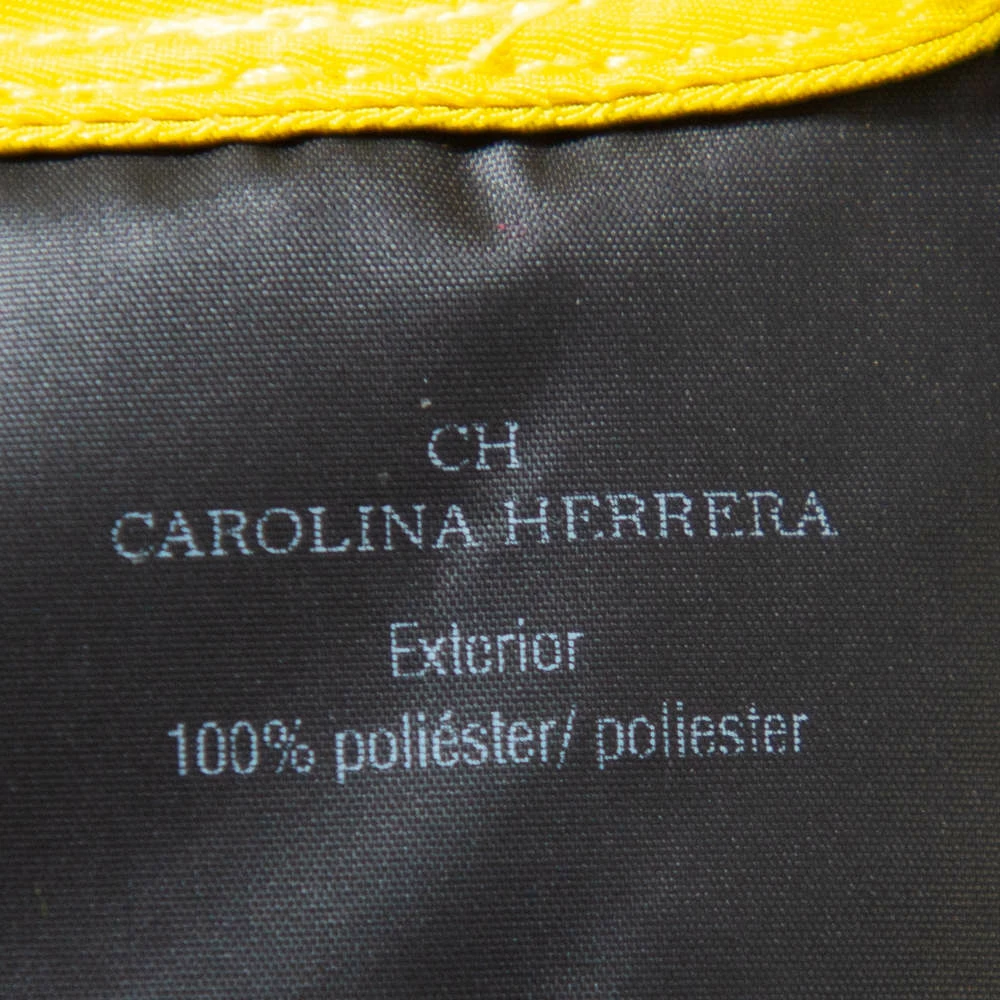 CH
CAROLINA HERRERA
Exterior
100% poliéster/ poliester